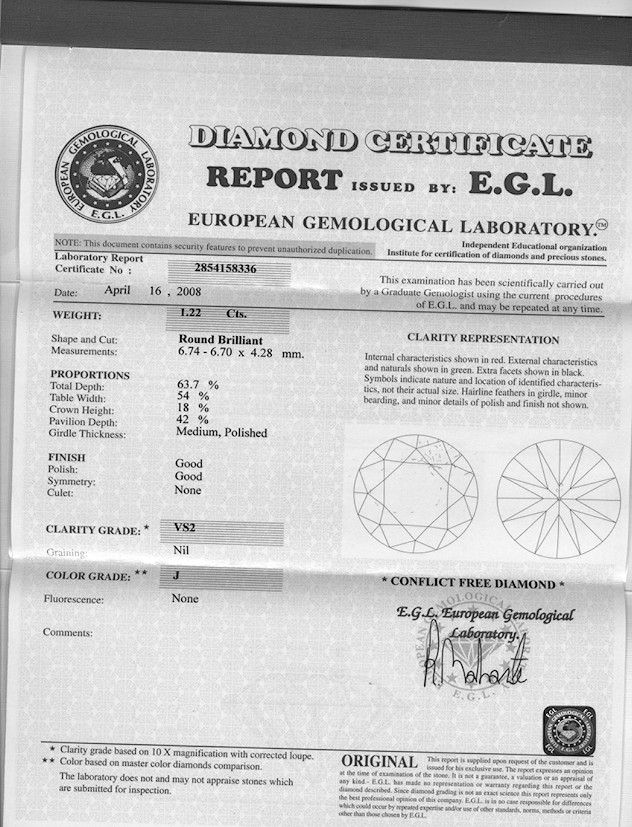 EUROPEAN GEMOLOGICAL LABORATORY
E.G.L.
DIAMOND CERTIFICATE
REPORT ISSUED BY: E.G.L.
EUROPEAN GEMOLOGICAL LABORATORY.™
NOTE: This document contains security features to prevent unauthorized duplication.
Independent Educational organization
Institute for certification of diamonds and precious stones.
Laboratory Report
Certificate No : 2854158336
Date: April 16 , 2008
This examination has been scientifically carried out
by a Graduate Gemologist using the current procedures
of E.G.L. and may be repeated at any time.
WEIGHT: 1.22 Cts.
Shape and Cut: Round Brilliant
Measurements: 6.74 - 6.70 x 4.28 mm.
PROPORTIONS
Total Depth: 63.7 %
Table Width: 54 %
Crown Height: 18 %
Pavilion Depth: 42 %
Girdle Thickness: Medium, Polished
CLARITY REPRESENTATION
Internal characteristics shown in red. External characteristics
and naturals shown in green. Extra facets shown in black.
Symbols indicate nature and location of identified characteris-
tics, not their actual size. Hairline feathers in girdle, minor
bearding, and minor details of polish and finish not shown.
FINISH
Polish: Good
Symmetry: Good
Culet: None
CLARITY GRADE: * VS2
Graining: Nil
COLOR GRADE: ** J
Fluorescence: None
Comments:
* CONFLICT FREE DIAMOND *
E.G.L. European Gemological
Laboratory.
E.G.L.
EGL EGL
EGL EGL
* Clarity grade based on 10 X magnification with corrected loupe.
** Color based on master color diamonds comparison.
The laboratory does not and may not appraise stones which
are submitted for inspection.
ORIGINAL This report is supplied upon request of the customer and is
issued for his exclusive use. The report expresses an opinion
at the time of examination of the stone. It is not a guarantee, a valuation or an appraisal of
any kind - E.G.L. has made no representation or warranty regarding this report or the
diamond described. Since diamond grading is not an exact science this report represents only
the best professional opinion of this company. E.G.L. is in no case responsible for differences
which could occur by repeated expertise and/or use of other standards, norms, methods or criteria
other than those chosen by E.G.L.